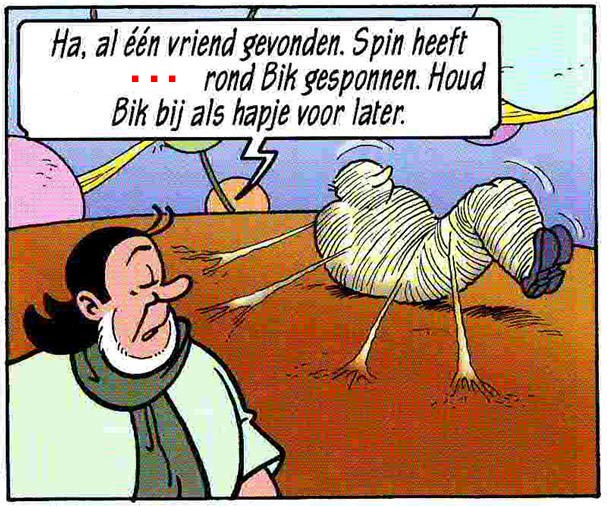 Ha, al één vriend gevonden. Spin heeft
... rond Bik gesponnen. Houd
Bik bij als hapje voor later.